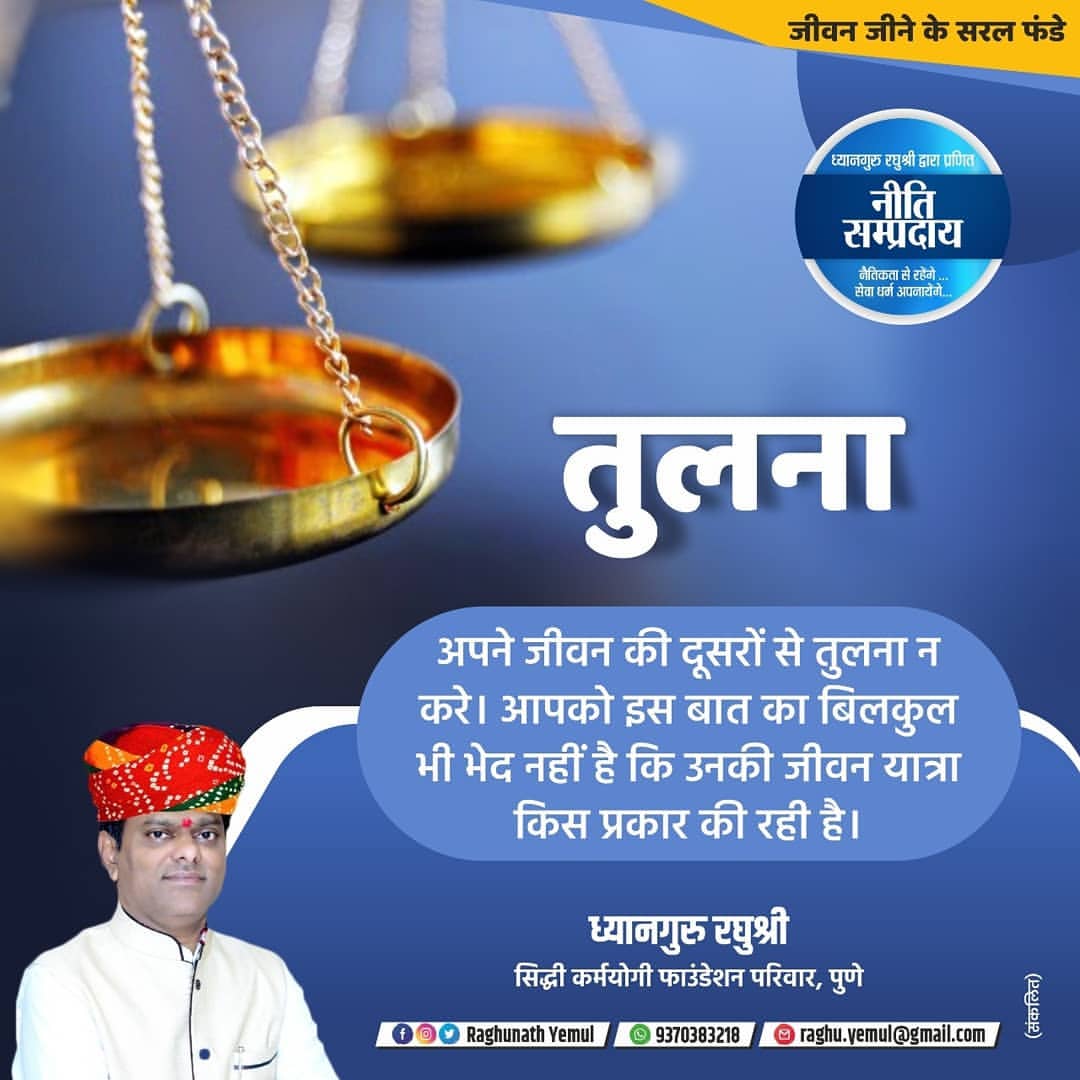 जीवन जीने के सरल फंडे
ध्यानगुरु रघुश्री द्वारा प्रणित
नीति
सम्प्रदाय
नैतिकता से रहेंगे ...
सेवा धर्म अपनायेंगे...
तुलना
अपने जीवन की दूसरों से तुलना न
करे। आपको इस बात का बिलकुल
भी भेद नहीं है कि उनकी जीवन यात्रा
किस प्रकार की रही है।
ध्यानगुरु रघुश्री
सिद्धी कर्मयोगी फाउंडेशन परिवार, पुणे
Raghunath Yemul
9370383218
raghu.yemul@gmail.com
(संकलित)